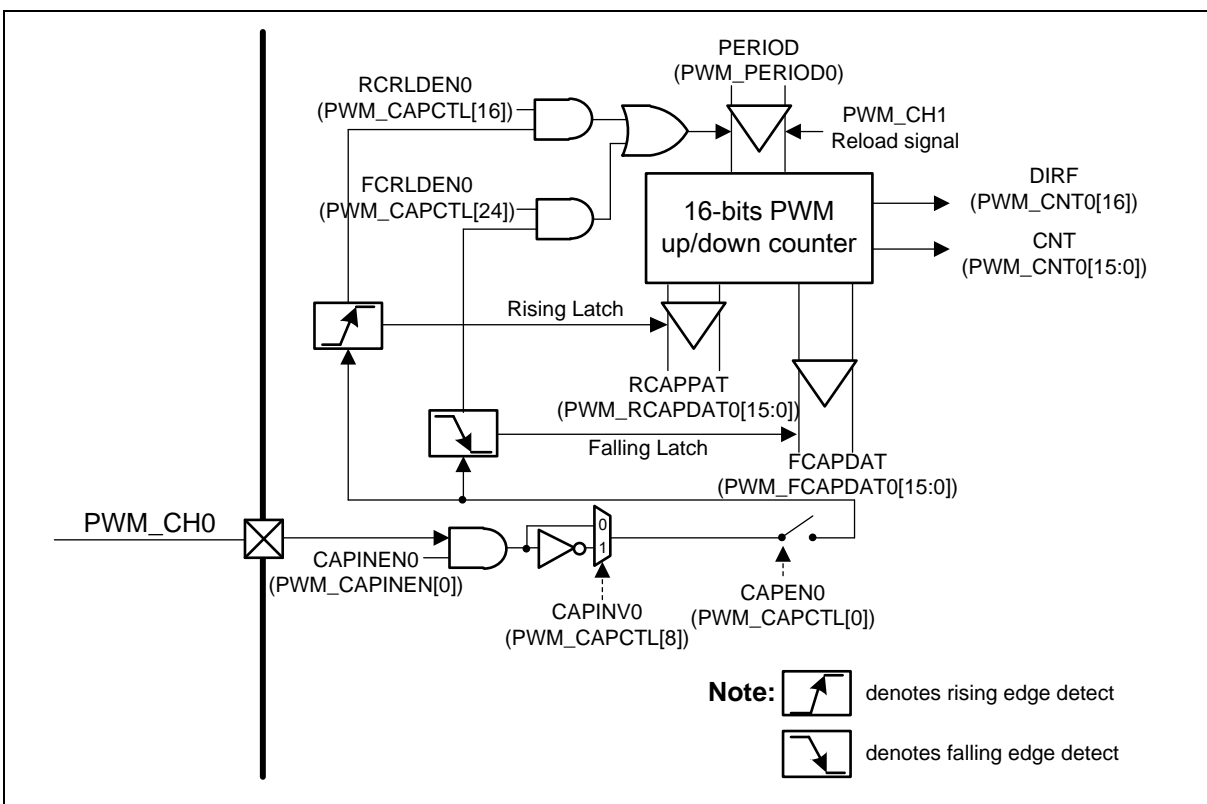 PERIOD
(PWM_PERIOD0)
RCRLDEN0
(PWM_CAPCTL[16])
PWM_CH1
Reload signal
FCRLDEN0
(PWM_CAPCTL[24])
16-bits PWM
up/down counter
DIRF
(PWM_CNT0[16])
CNT
(PWM_CNT0[15:0])
Rising Latch
RCAPPAT
(PWM_RCAPDAT0[15:0])
Falling Latch
FCAPDAT
(PWM_FCAPDAT0[15:0])
PWM_CH0
CAPINEN0
(PWM_CAPINEN[0])
0
1
CAPINV0
(PWM_CAPCTL[8])
CAPEN0
(PWM_CAPCTL[0])
Note:
denotes rising edge detect
denotes falling edge detect